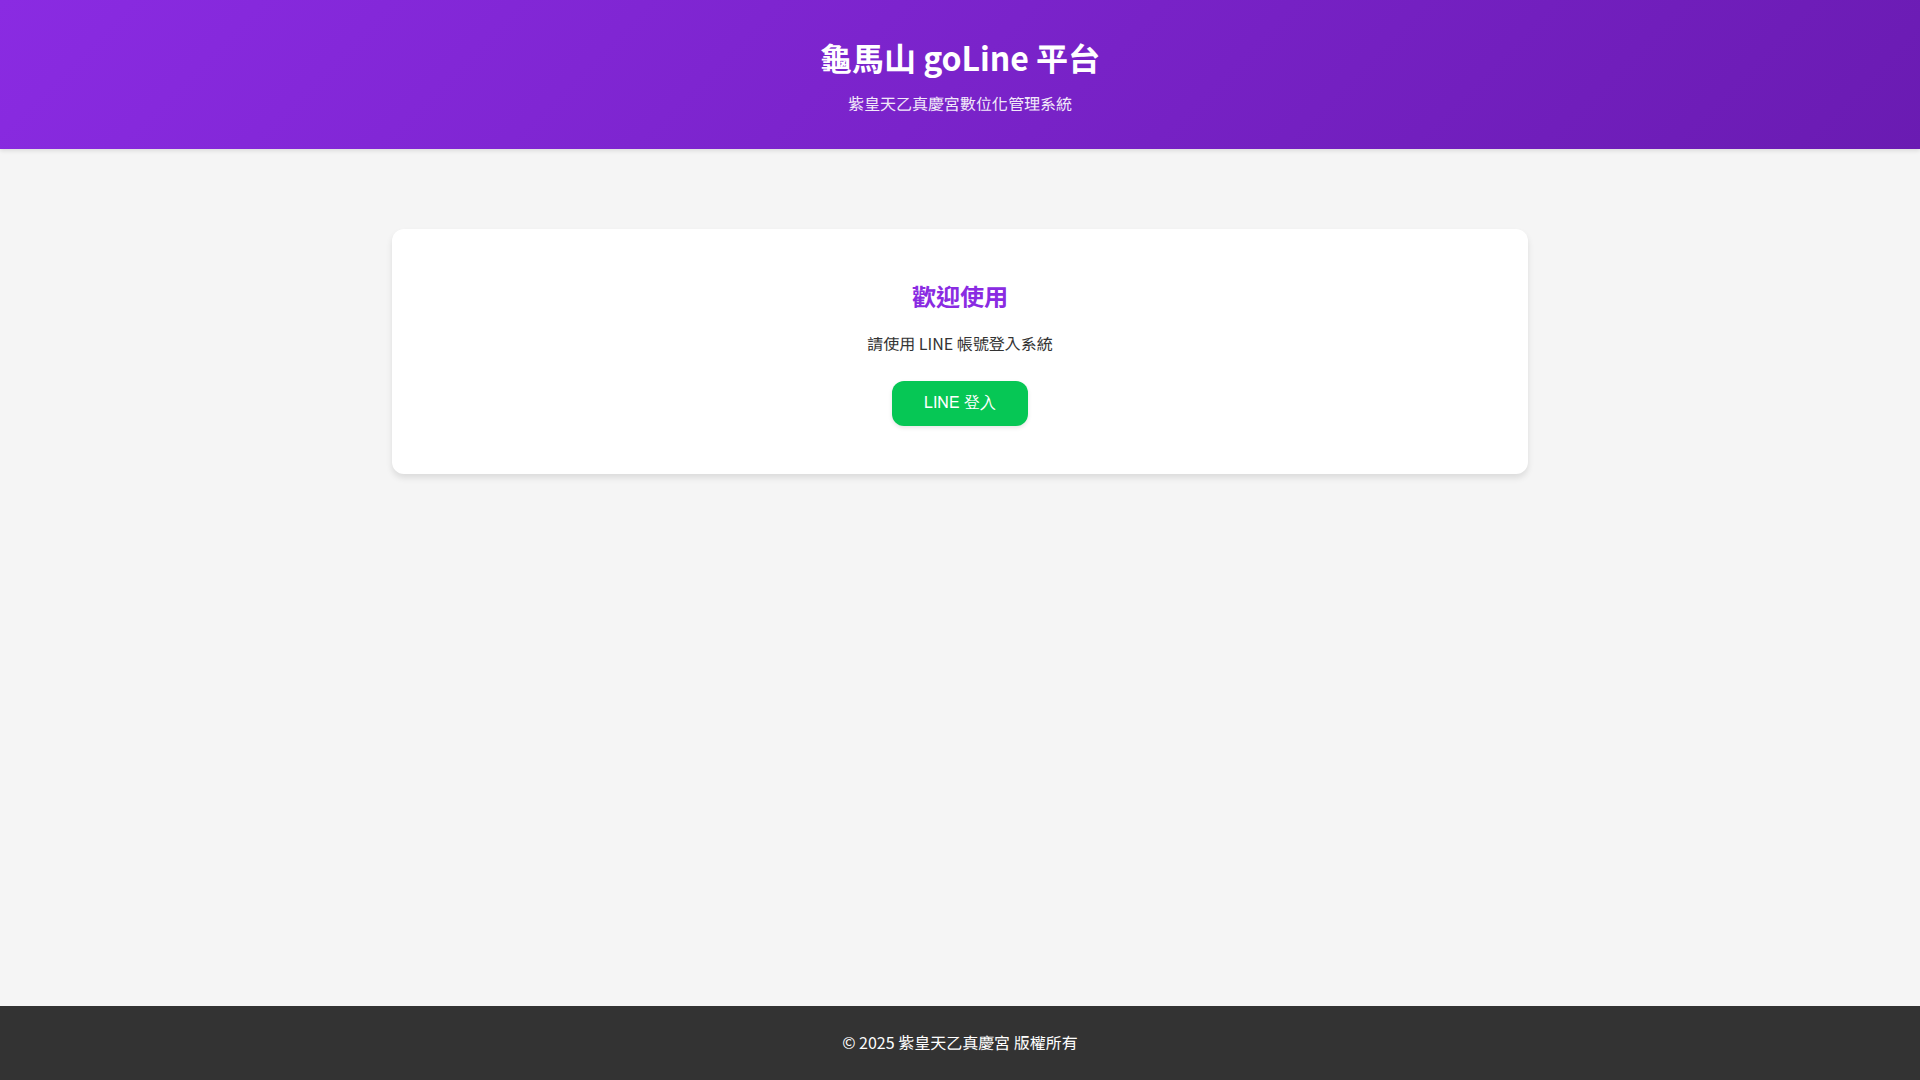 龜馬山 goLine 平台
紫皇天乙真慶宮數位化管理系統
歡迎使用
請使用 LINE 帳號登入系統
LINE 登入
© 2025 紫皇天乙真慶宮 版權所有